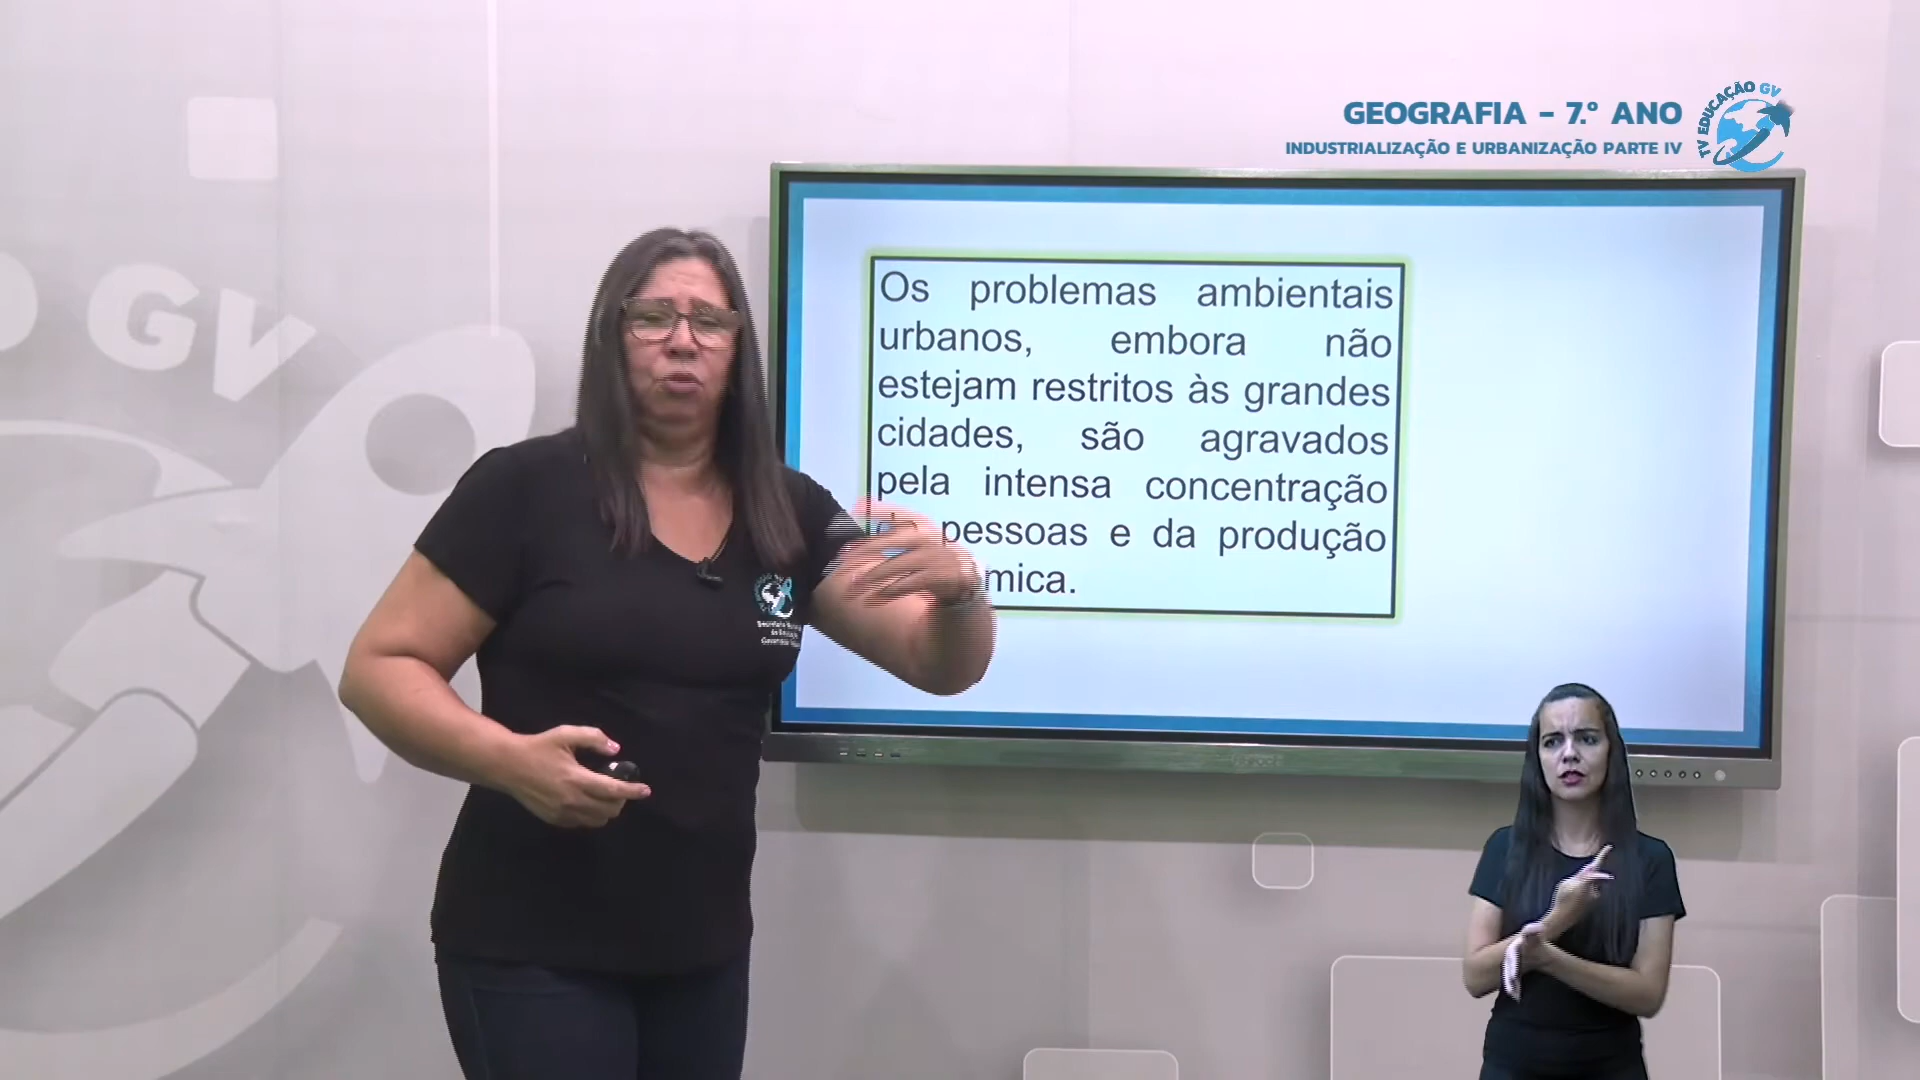 GEOGRAFIA - 7.º ANO
INDUSTRIALIZAÇÃO E URBANIZAÇÃO PARTE IV
TV EDUCAÇÃO GV
Os problemas ambientais
urbanos, embora não
estejam restritos às grandes
cidades, são agravados
pela intensa concentração
pessoas e da produção
mica.
GV